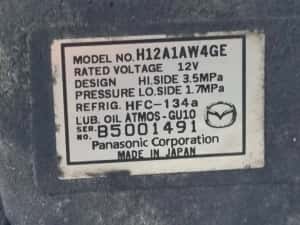 MODEL NO. H12A1AW4GE
RATED VOLTAGE 12V
DESIGN HI.SIDE 3.5MPa
PRESSURE LO.SIDE 1.7MPa
REFRIG. HFC-134a
LUB. OIL ATMOS-GU10
SER. NO. B5001491
Panasonic Corporation
MADE IN JAPAN